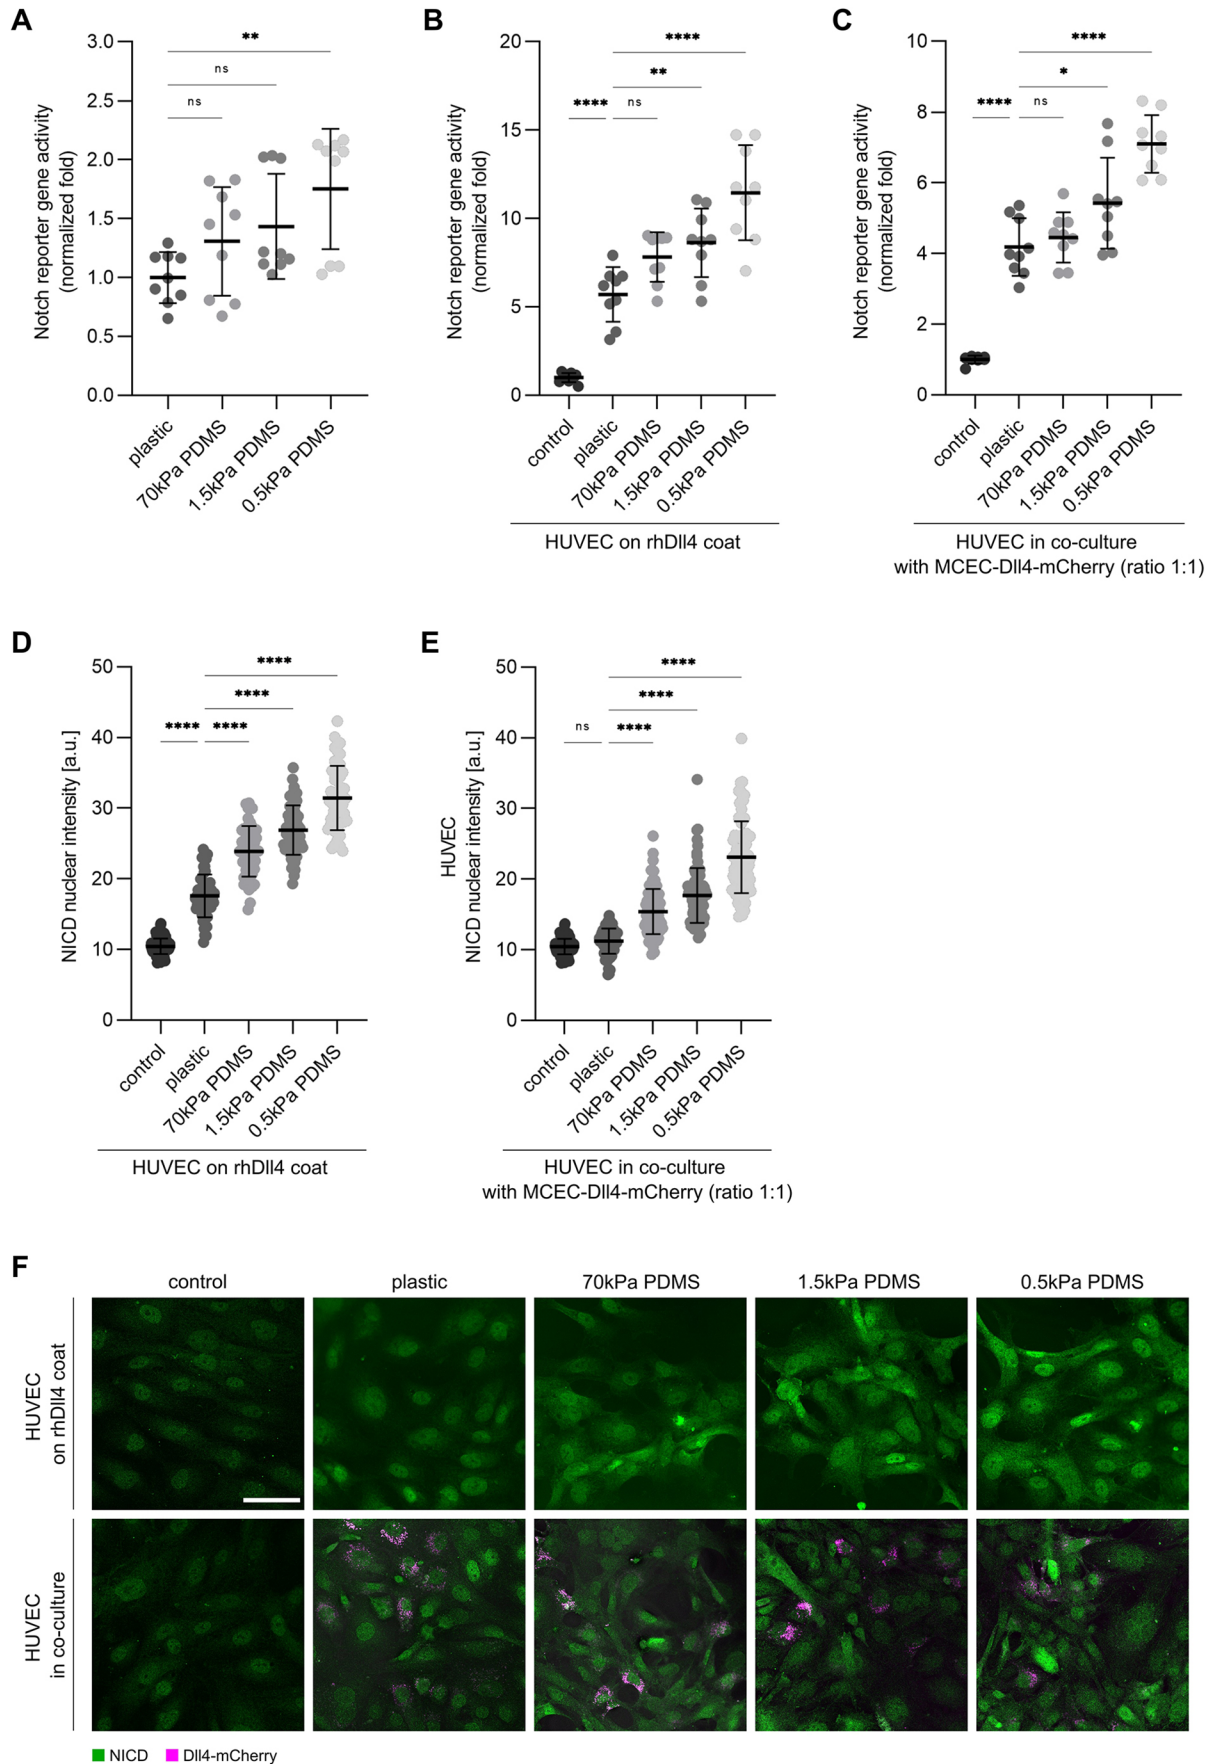 A
Notch reporter gene activity
(normalized fold)
3.0
2.5
2.0
1.5
1.0
0.5
0.0
**
ns
ns
plastic
70kPa PDMS
1.5kPa PDMS
0.5kPa PDMS
B
Notch reporter gene activity
(normalized fold)
20
15
10
5
0
****
**
**** ns
control
plastic
70kPa PDMS
1.5kPa PDMS
0.5kPa PDMS
HUVEC on rhDll4 coat
C
Notch reporter gene activity
(normalized fold)
10
8
6
4
2
0
****
*
**** ns
control
plastic
70kPa PDMS
1.5kPa PDMS
0.5kPa PDMS
HUVEC in co-culture
with MCEC-Dll4-mCherry (ratio 1:1)
D
NICD nuclear intensity [a.u.]
50
40
30
20
10
0
****
****
**** ****
control
plastic
70kPa PDMS
1.5kPa PDMS
0.5kPa PDMS
HUVEC on rhDll4 coat
E
HUVEC
NICD nuclear intensity [a.u.]
50
40
30
20
10
0
****
****
ns ****
control
plastic
70kPa PDMS
1.5kPa PDMS
0.5kPa PDMS
HUVEC in co-culture
with MCEC-Dll4-mCherry (ratio 1:1)
F
control plastic 70kPa PDMS 1.5kPa PDMS 0.5kPa PDMS
HUVEC
on rhDll4 coat
HUVEC
in co-culture
NICD Dll4-mCherry